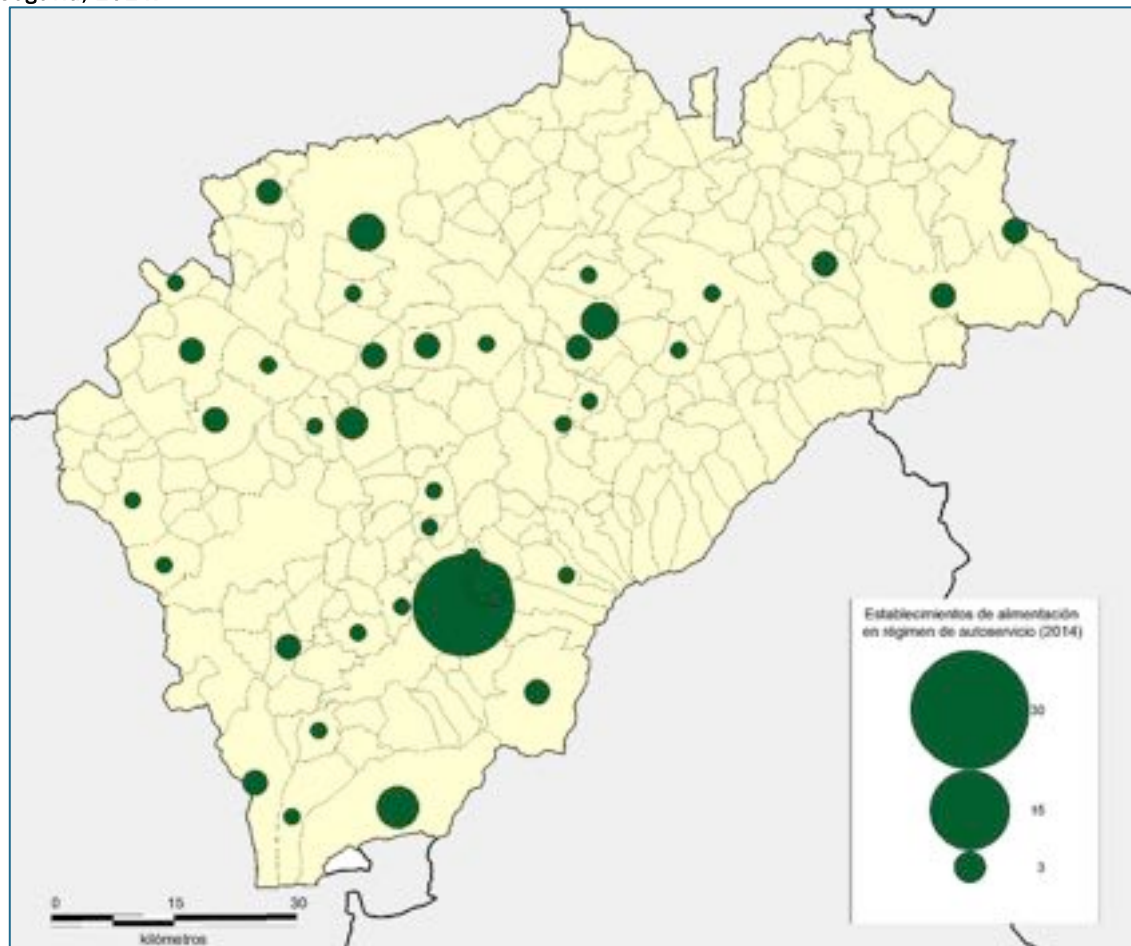 Establecimientos de alimentación
en régimen de autoservicio (2014)
30
15
3
0 15 30
kilómetros